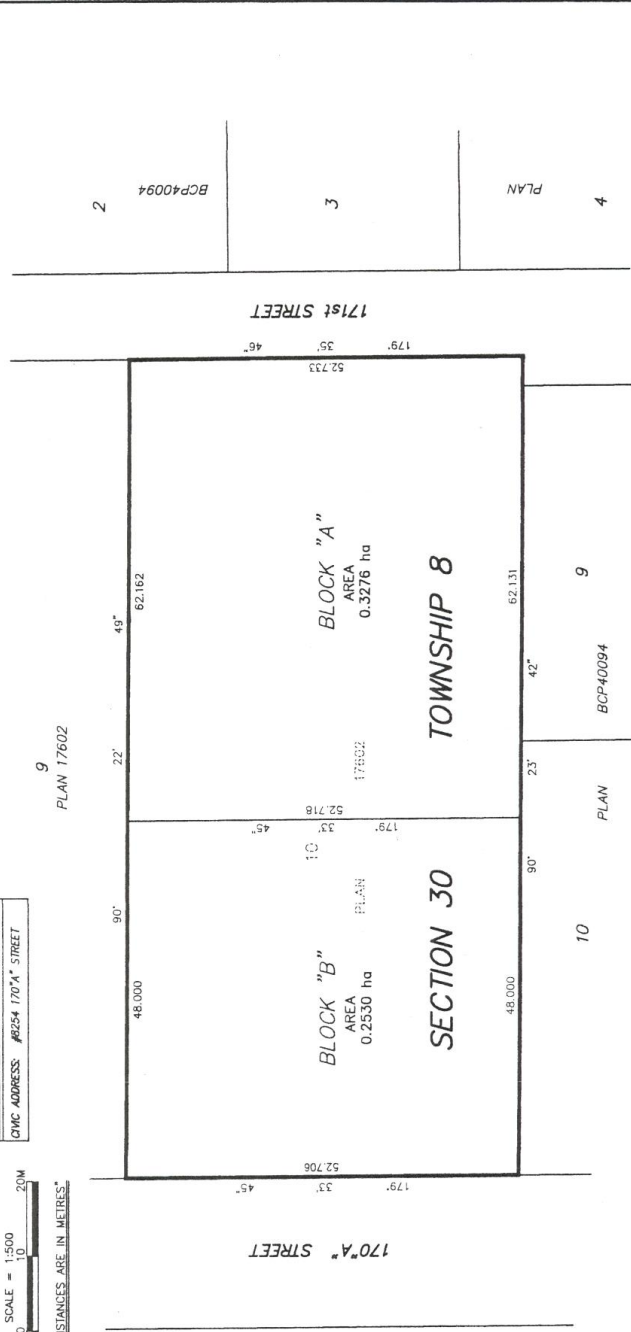 SCALE = 1:500
0 10 20M
STANCES ARE IN METRES"
CIVIC ADDRESS: #8254 170"A" STREET
9
PLAN 17602
90° 22' 49"
48.000
62.162
170"A" STREET
179° 33' 45"
52.706
BLOCK "B"
AREA
0.2530 ha
10
PLAN
17602
179° 33' 45"
52.718
BLOCK "A"
AREA
0.3276 ha
SECTION 30
TOWNSHIP 8
179° 35' 46"
52.733
171st STREET
48.000
62.131
90° 23' 42"
10
PLAN
BCP40094
9
2
BCP40094
3
PLAN
4